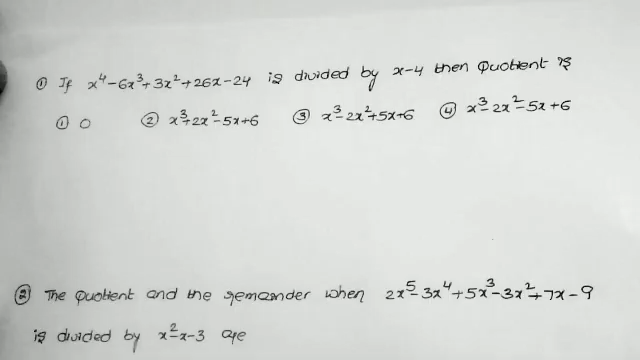 ① If x⁴-6x³+3x²+26x-24 is divided by x-4 then Quotient is
① 0 ② x³+2x²-5x+6 ③ x³-2x²+5x+6 ④ x³-2x²-5x+6
② The Quotient and the remainder when 2x⁵-3x⁴+5x³-3x²+7x-9
is divided by x²-x-3 are